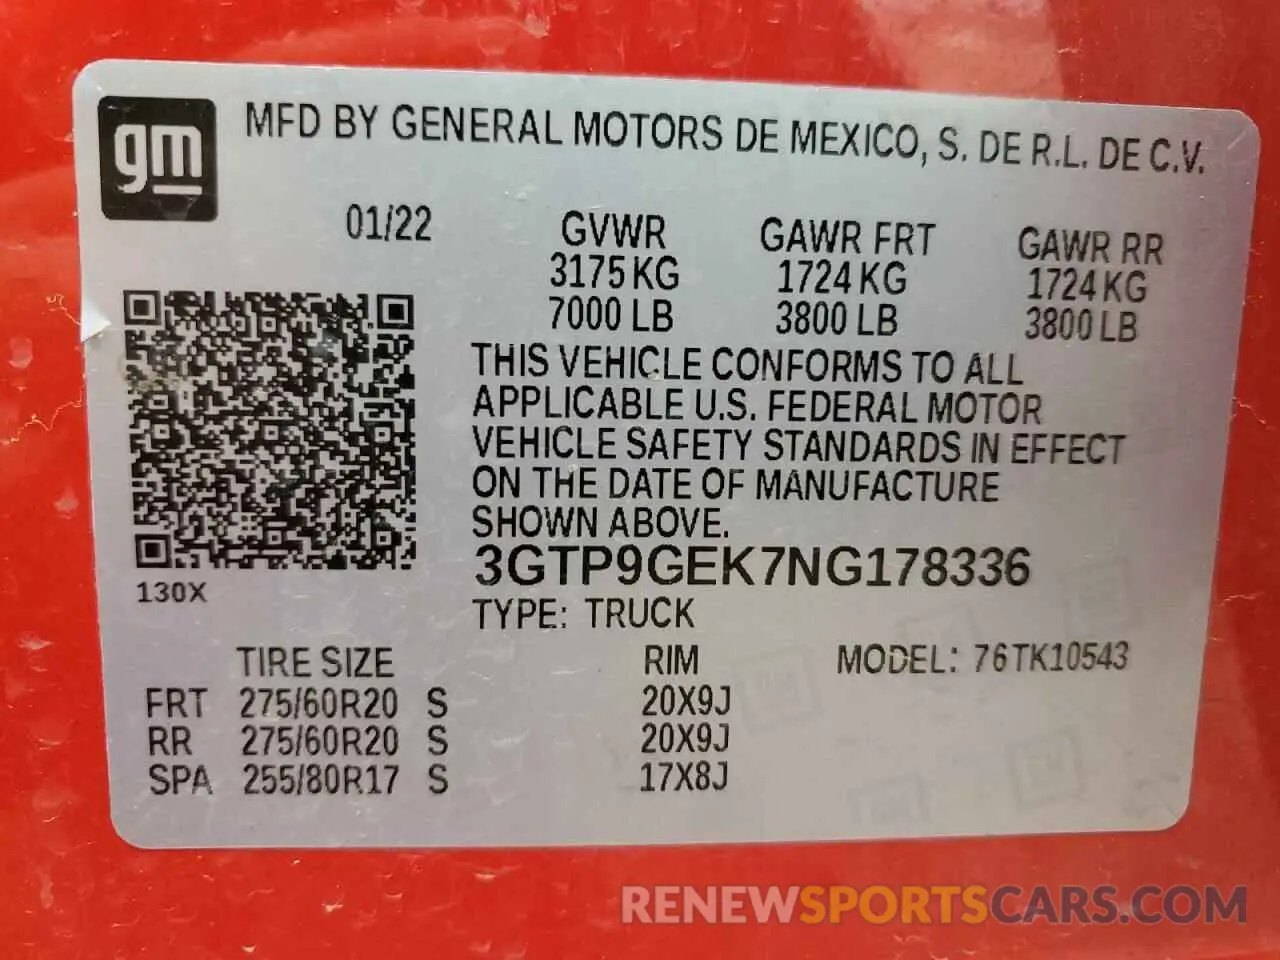 gm
MFD BY GENERAL MOTORS DE MEXICO, S. DE R.L. DE C.V.
01/22 GVWR GAWR FRT GAWR RR
3175 KG 1724 KG 1724 KG
7000 LB 3800 LB 3800 LB
THIS VEHICLE CONFORMS TO ALL
APPLICABLE U.S. FEDERAL MOTOR
VEHICLE SAFETY STANDARDS IN EFFECT
ON THE DATE OF MANUFACTURE
SHOWN ABOVE.
3GTP9GEK7NG178336
130X
TYPE: TRUCK
TIRE SIZE RIM MODEL: 76TK10543
FRT 275/60R20 S 20X9J
RR 275/60R20 S 20X9J
SPA 255/80R17 S 17X8J
RENEWSPORTSCARS.COM